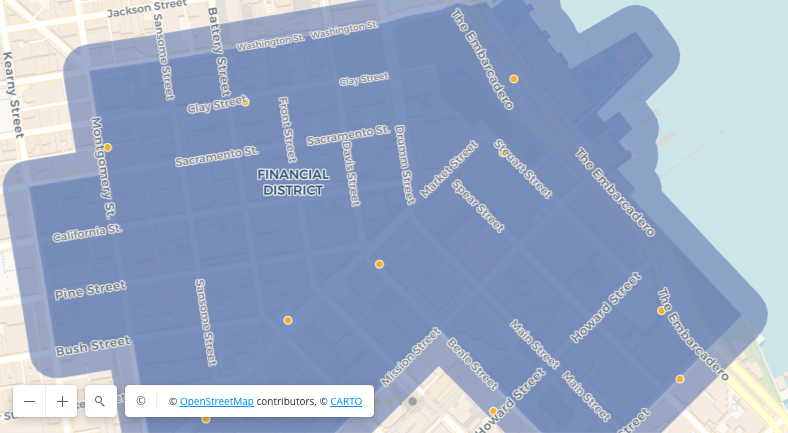 Jackson Street
Kearny Street
Sansome Street
Battery Street
Washington St.
Washington St.
The Embarcadero
Clay Street
Clay Street
Montgomery St.
Front Street
Sacramento St.
Sacramento St.
Davis Street
Drumm Street
Market Street
Steuart Street
The Embarcadero
FINANCIAL
DISTRICT
Spear Street
California St.
Pine Street
Sansome Street
Bush Street
Howard Street
The Embarcadero
Mission Street
Beale Street
Main Street
Main Street
Howard Street
Street
© © OpenStreetMap contributors, © CARTO